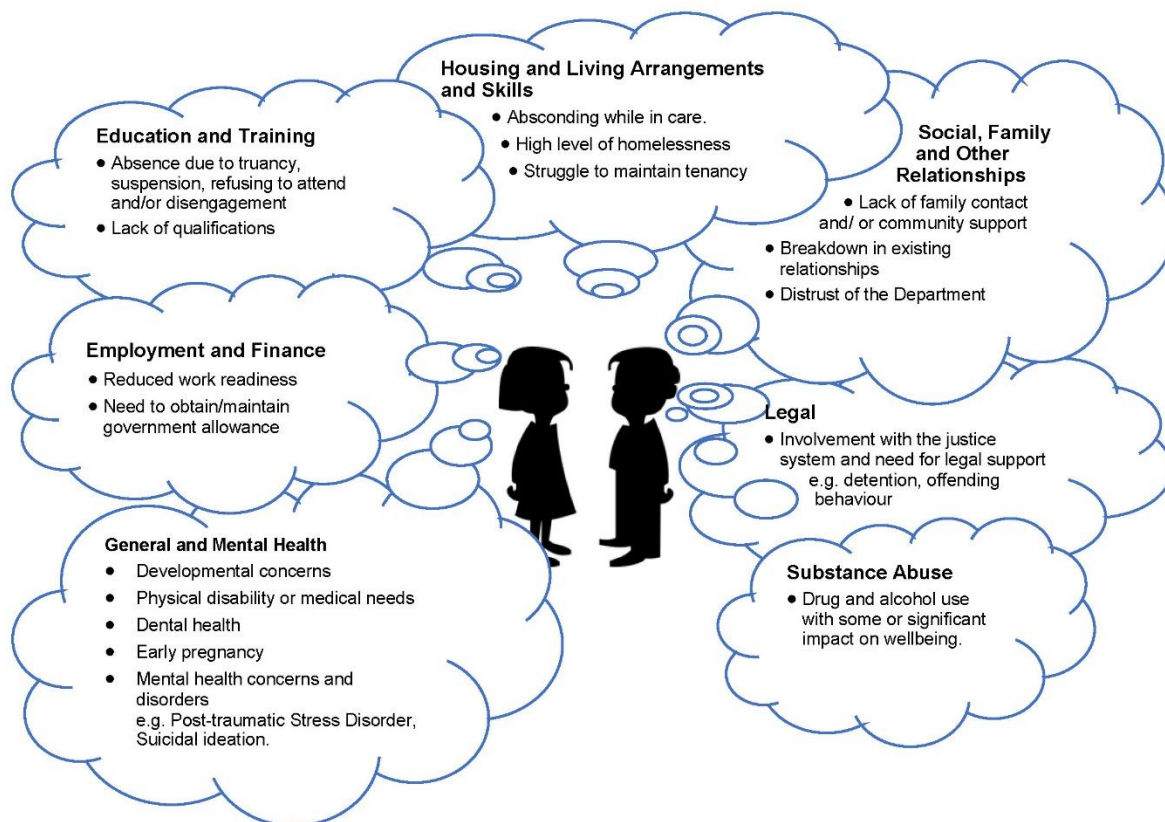 Housing and Living Arrangements
and Skills
● Absconding while in care.
● High level of homelessness
● Struggle to maintain tenancy
Education and Training
● Absence due to truancy,
suspension, refusing to attend
and/or disengagement
● Lack of qualifications
Social, Family
and Other
Relationships
● Lack of family contact
and/ or community support
● Breakdown in existing
relationships
● Distrust of the Department
Employment and Finance
● Reduced work readiness
● Need to obtain/maintain
government allowance
Legal
● Involvement with the justice
system and need for legal support
e.g. detention, offending
behaviour
General and Mental Health
● Developmental concerns
● Physical disability or medical needs
● Dental health
● Early pregnancy
● Mental health concerns and
disorders
e.g. Post-traumatic Stress Disorder,
Suicidal ideation.
Substance Abuse
● Drug and alcohol use
with some or significant
impact on wellbeing.